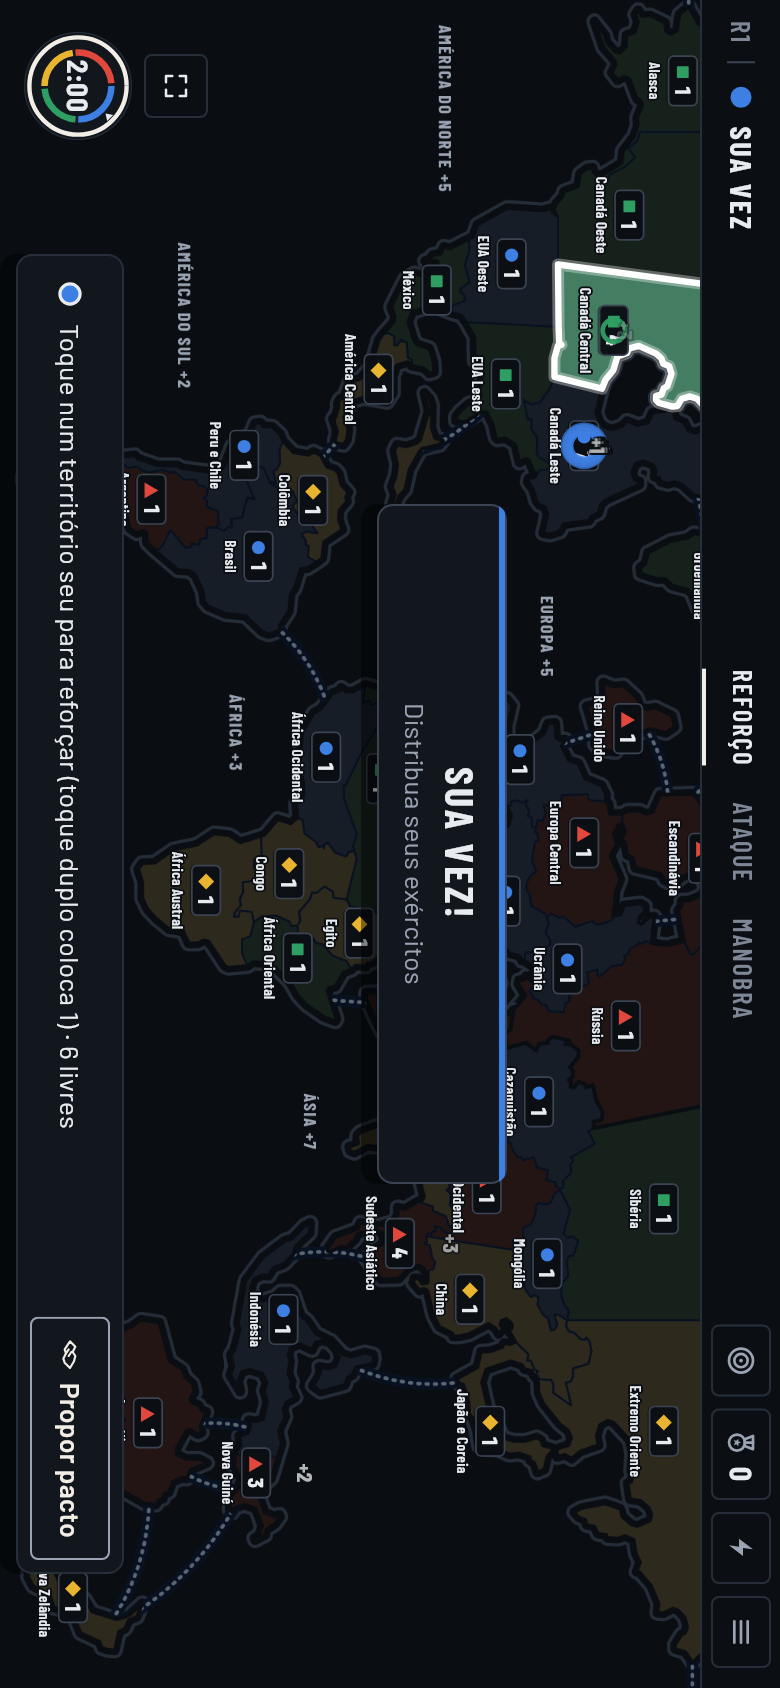 R1
SUA VEZ
REFORÇO
ATAQUE
MANOBRA
0
Alasca
1
Canadá Oeste
1
Canadá Central
Canadá Leste
+1
EUA Oeste
1
EUA Leste
1
México
1
América Central
1
AMÉRICA DO NORTE +5
AMÉRICA DO SUL +2
Colômbia
1
Peru e Chile
1
Brasil
1
1
EUROPA +5
Reino Unido
1
Escandinávia
Europa Central
1
1
1
Ucrânia
1
Rússia
1
ÁFRICA +3
África Ocidental
1
Congo
1
Egito
1
África Oriental
1
África Austral
1
ÁSIA +7
Cazaquistão
1
Sibéria
1
Mongólia
1
Extremo Oriente
1
China
1
Japão e Coreia
1
1
+3
Sudeste Asiático
4
Indonésia
1
Nova Guiné
3
+2
1
1
SUA VEZ!
Distribua seus exércitos
2:00
Toque num território seu para reforçar (toque duplo coloca 1) · 6 livres
Propor pacto